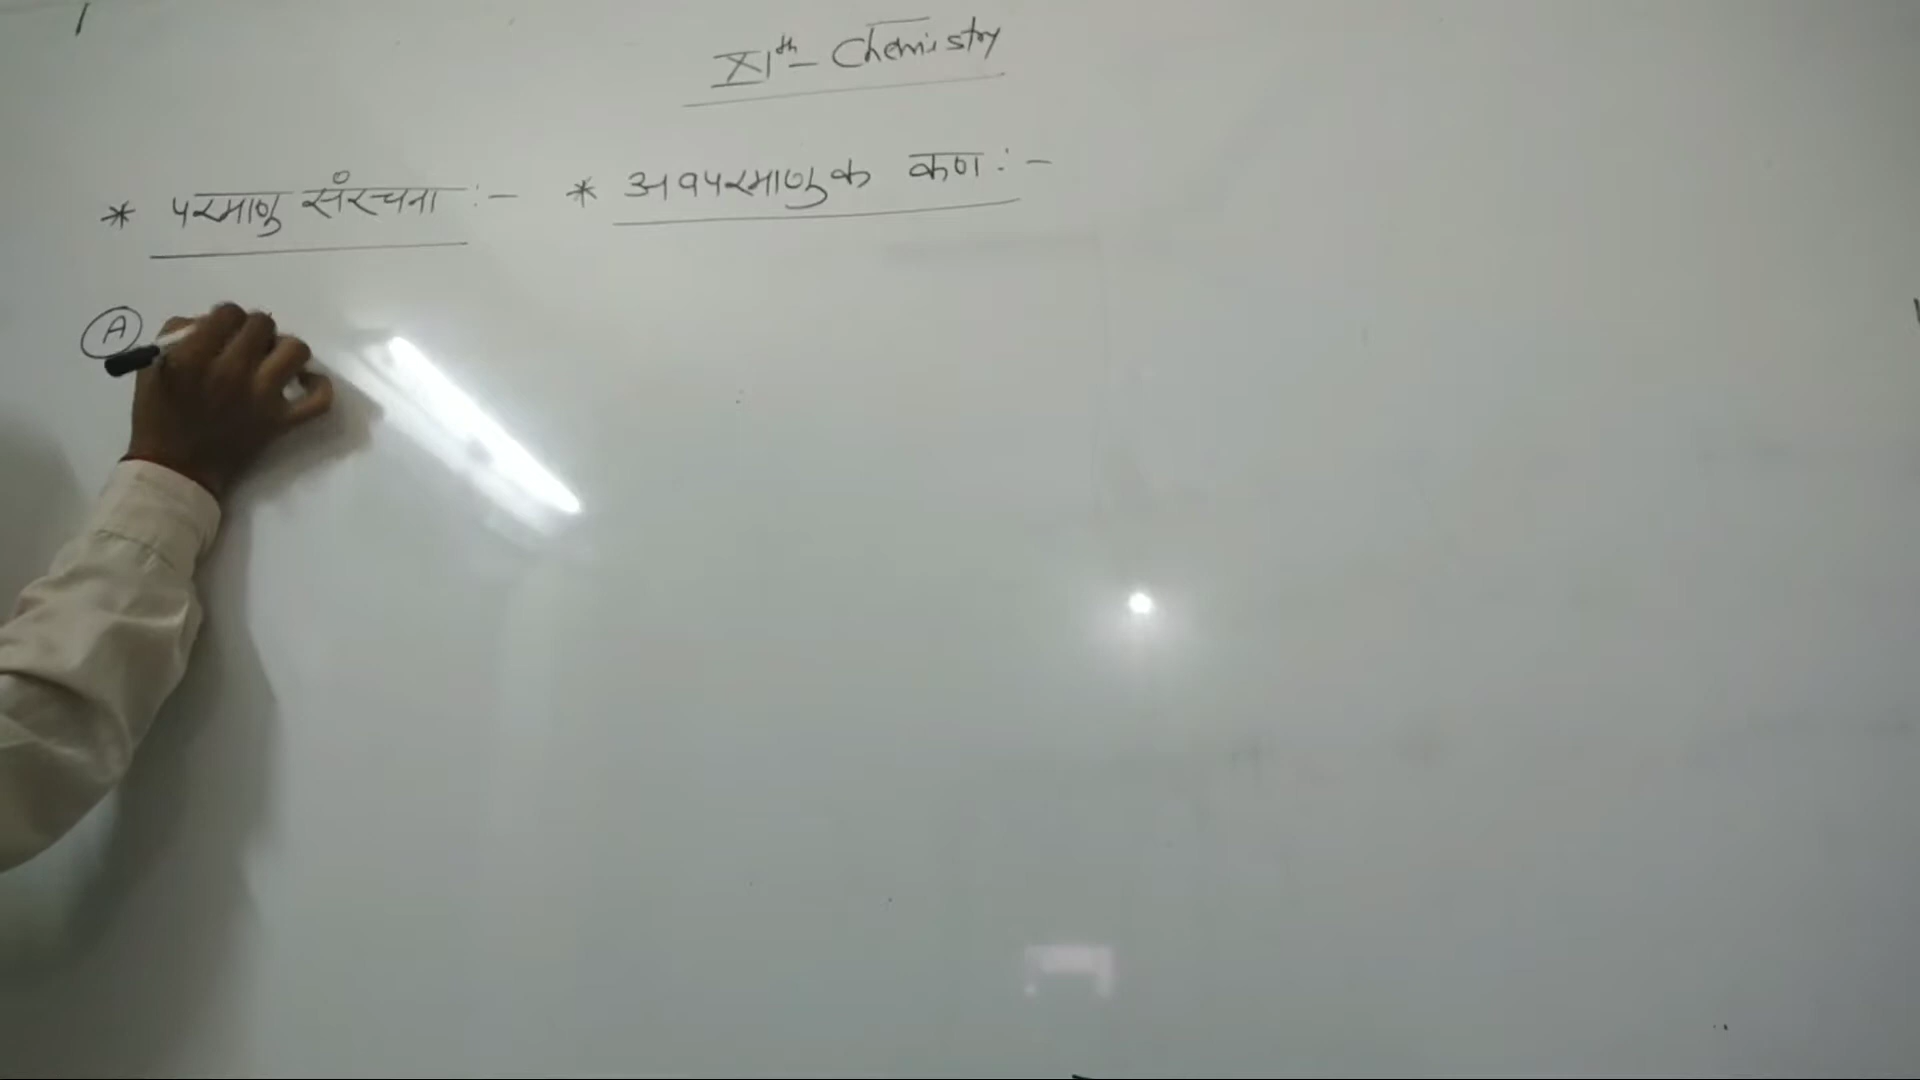 XIth - Chemistry
* परमाणु संरचना :- * अवपरमाणुक कण :-
A